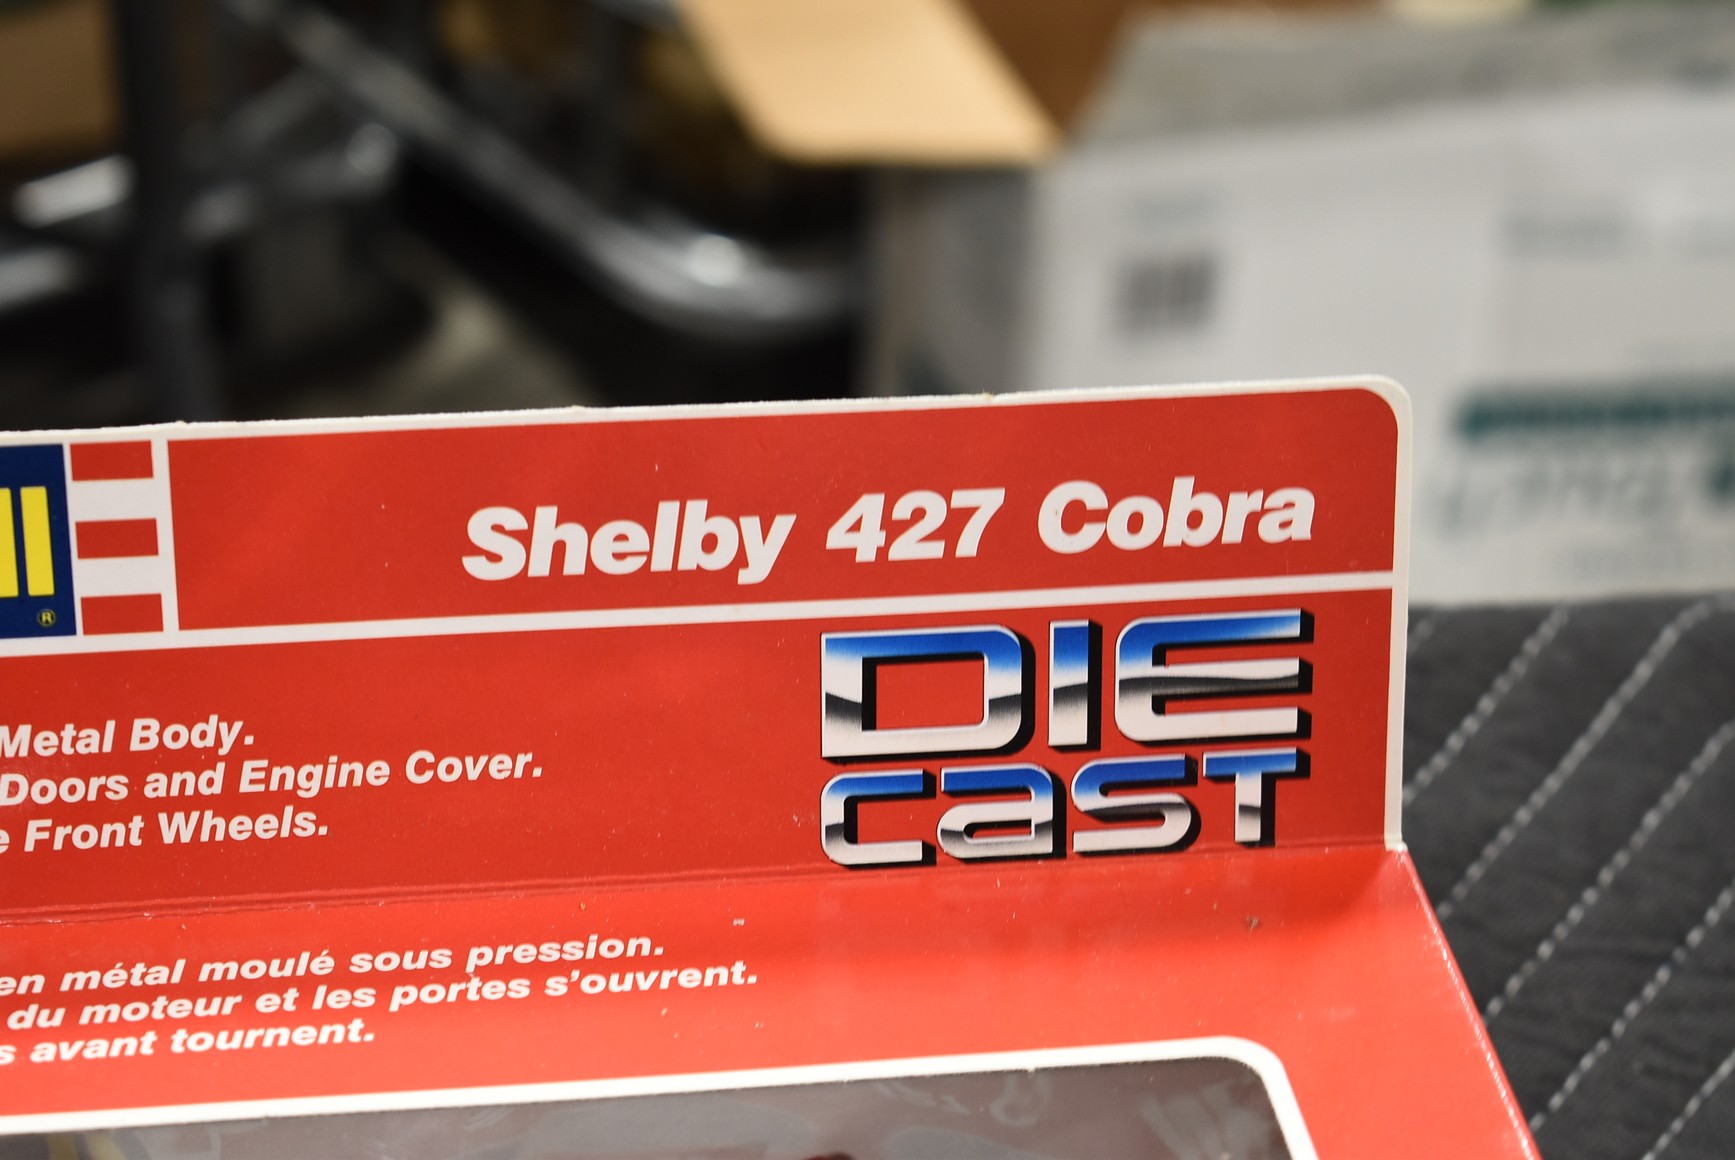 Shelby 427 Cobra
®
DIE
cast
Metal Body.
Doors and Engine Cover.
Front Wheels.
en métal moulé sous pression.
du moteur et les portes s'ouvrent.
avant tournent.